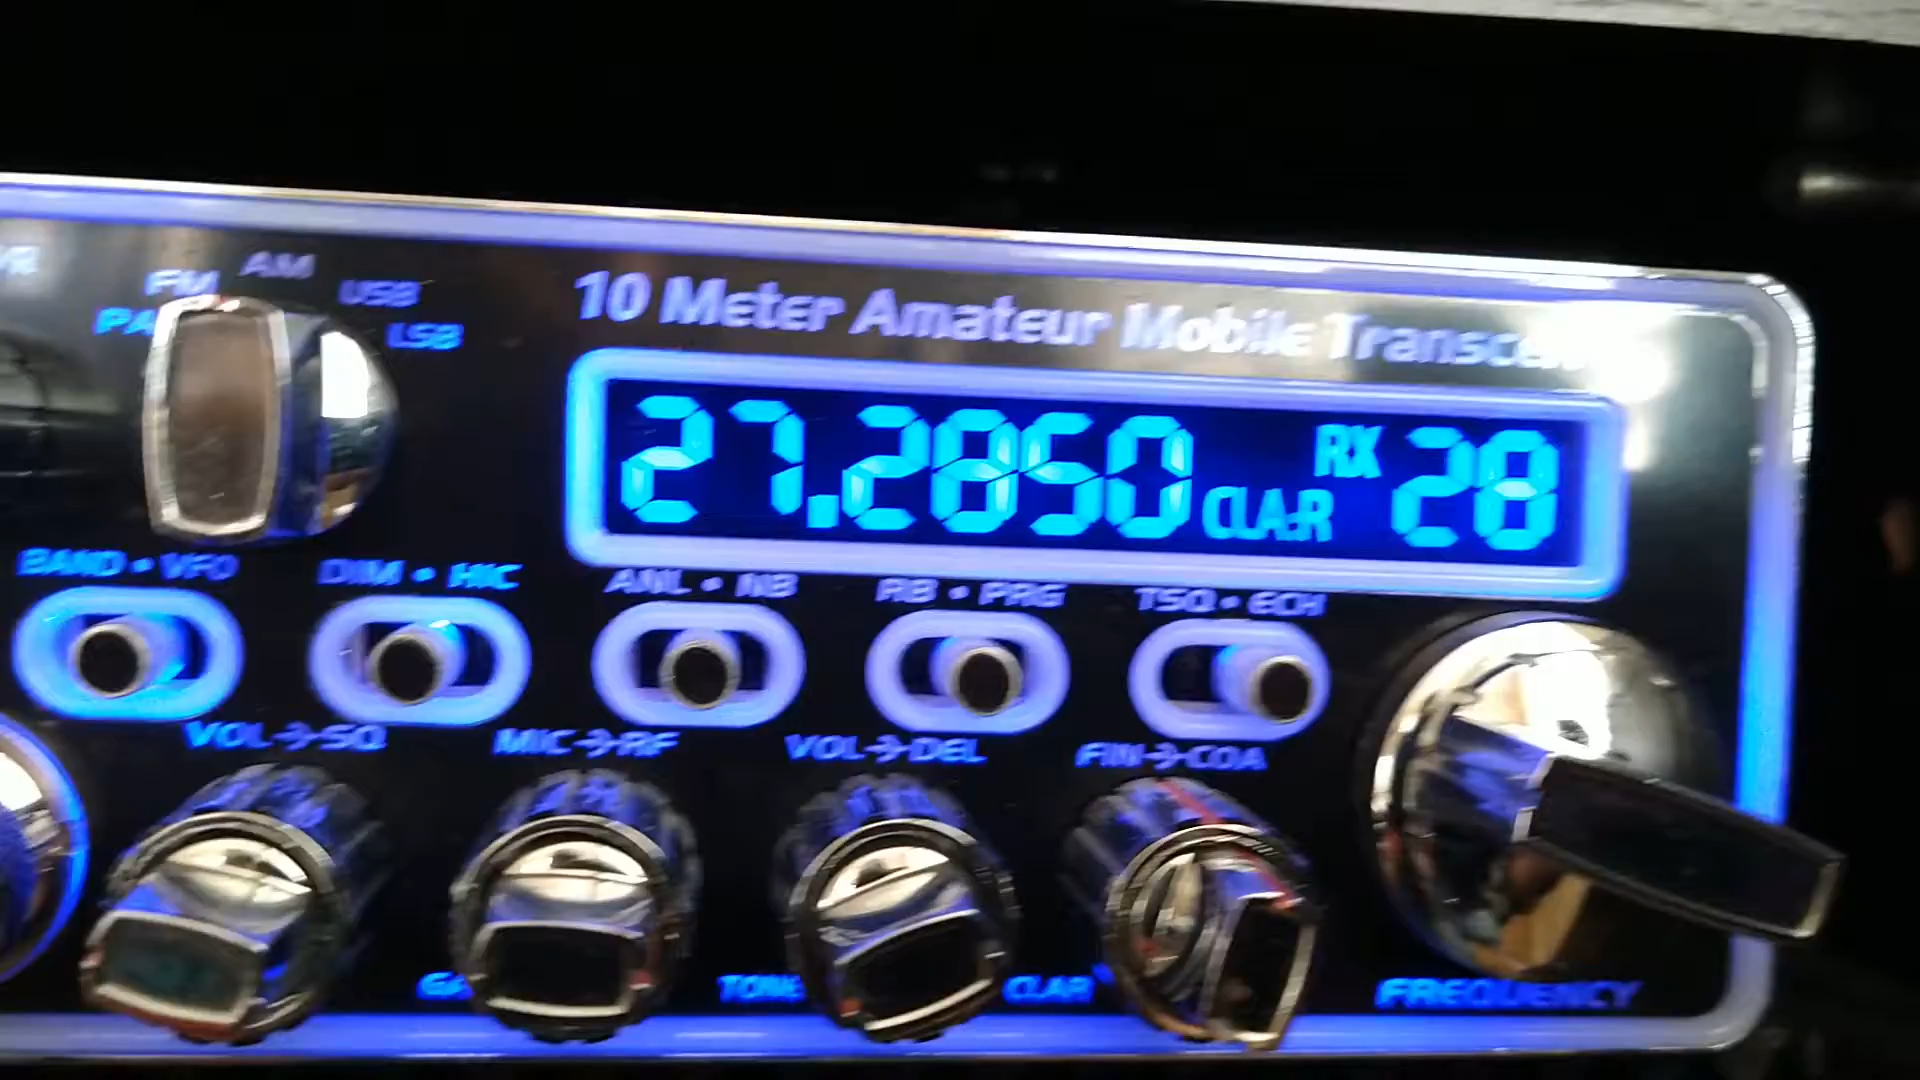 FM AM USB
PA LSB
10 Meter Amateur Mobile
27.2850 CLAR RX 28
BAND • VFO DIM • HIC ANL • NB RB • PRG TSQ • ECH
VOL→SQ MIC→RF VOL→DEL FIN→COA
TONE CLAR FREQUENCY